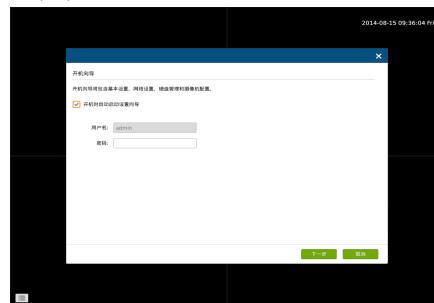 2014-08-15 09:36:04 Fri
开机向导
开机向导将包含基本设置、网络设置、硬盘管理和摄像机配置。
开机时自动启动设置向导
用户名: admin
密码:
下一步 取消